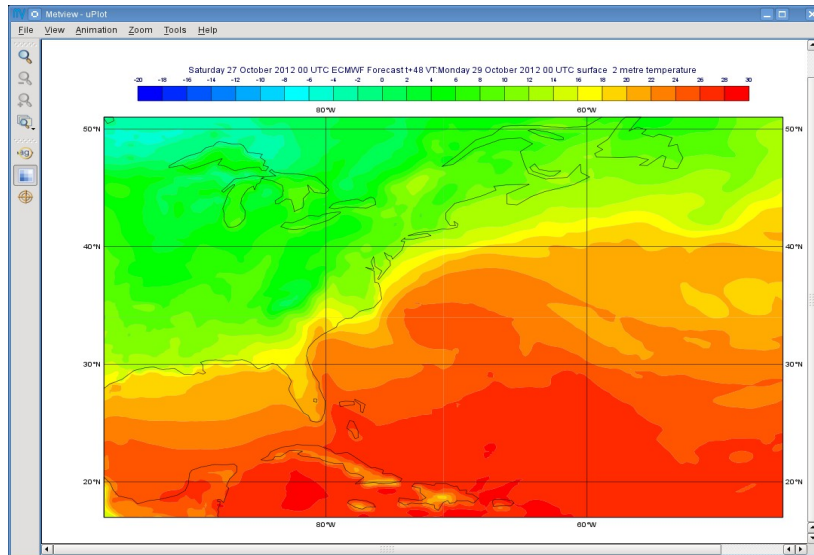 Metview - uPlot
File View Animation Zoom Tools Help
Saturday 27 October 2012 00 UTC ECMWF Forecast t+48 VT:Monday 29 October 2012 00 UTC surface 2 metre temperature
-20 -18 -16 -14 -12 -10 -8 -6 -4 -2 0 2 4 6 8 10 12 14 16 18 20 22 24 26 28 30
80°W 60°W
50°N 50°N
40°N 40°N
30°N 30°N
20°N 20°N
80°W 60°W